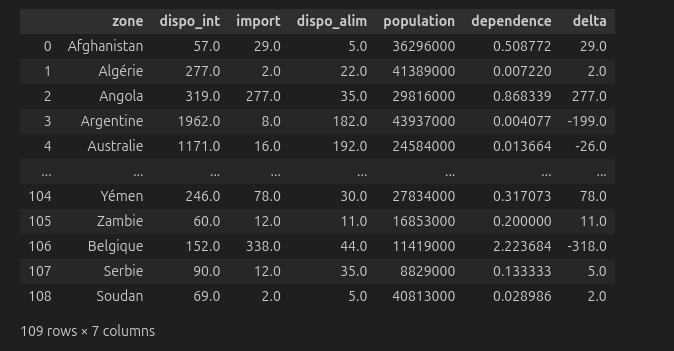 zone dispo_int import dispo_alim population dependence delta
0 Afghanistan 57.0 29.0 5.0 36296000 0.508772 29.0
1 Algérie 277.0 2.0 22.0 41389000 0.007220 2.0
2 Angola 319.0 277.0 35.0 29816000 0.868339 277.0
3 Argentine 1962.0 8.0 182.0 43937000 0.004077 -199.0
4 Australie 1171.0 16.0 192.0 24584000 0.013664 -26.0
... ... ... ... ... ... ... ...
104 Yémen 246.0 78.0 30.0 27834000 0.317073 78.0
105 Zambie 60.0 12.0 11.0 16853000 0.200000 11.0
106 Belgique 152.0 338.0 44.0 11419000 2.223684 -318.0
107 Serbie 90.0 12.0 35.0 8829000 0.133333 5.0
108 Soudan 69.0 2.0 5.0 40813000 0.028986 2.0
109 rows × 7 columns